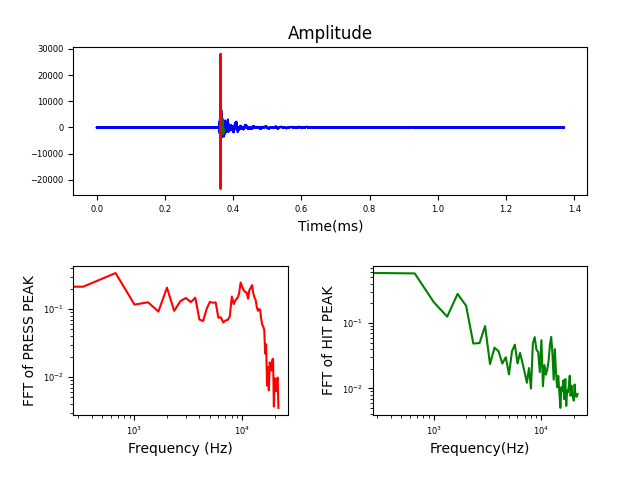 Amplitude
30000
20000
10000
0
−10000
−20000
0.0 0.2 0.4 0.6 0.8 1.0 1.2 1.4
Time(ms)
FFT of PRESS PEAK
10⁻¹
10⁻²
10³ 10⁴
Frequency (Hz)
FFT of HIT PEAK
10⁻¹
10⁻²
10³ 10⁴
Frequency(Hz)